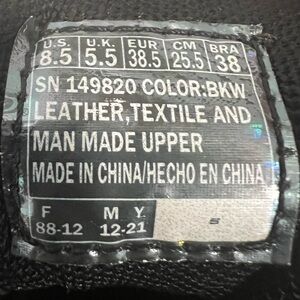 U.S. U.K. EUR CM. BRA
8.5 5.5 38.5 25.5 38
SN 149820 COLOR:BKW
LEATHER,TEXTILE AND
MAN MADE UPPER
MADE IN CHINA/HECHO EN CHINA
F M Y
88-12 12-21